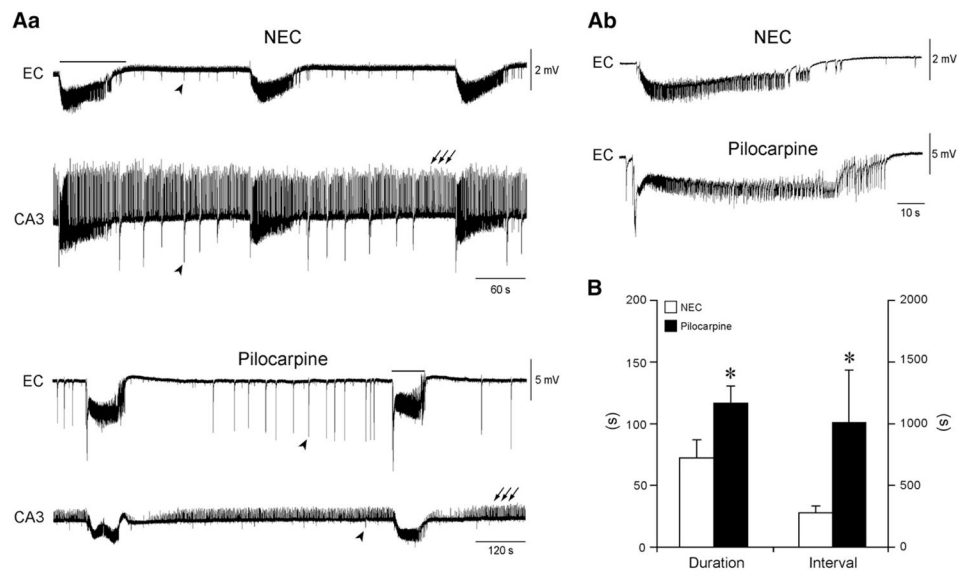 Aa
NEC
EC
2 mV
CA3
60 s
Pilocarpine
EC
5 mV
CA3
120 s
Ab
NEC
EC
2 mV
Pilocarpine
EC
5 mV
10 s
B
200
150
100
50
0
(s)
NEC
Pilocarpine
*
*
2000
1500
1000
500
0
(s)
Duration
Interval